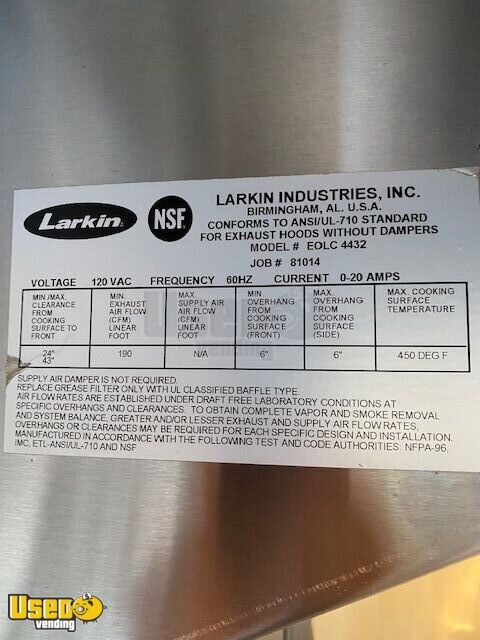 Larkin®
NSF®
LARKIN INDUSTRIES, INC.
BIRMINGHAM, AL. U.S.A.
CONFORMS TO ANSI/UL-710 STANDARD
FOR EXHAUST HOODS WITHOUT DAMPERS
MODEL # EOLC 4432
JOB # 81014
VOLTAGE 120 VAC FREQUENCY 60HZ CURRENT 0-20 AMPS
MIN./MAX. CLEARANCE FROM COOKING SURFACE TO FRONT
MIN. EXHAUST AIR FLOW (CFM) LINEAR FOOT
MAX. SUPPLY AIR AIR FLOW (CFM) LINEAR FOOT
MIN OVERHANG FROM COOKING SURFACE (FRONT)
MAX. OVERHANG FROM COOKING SURFACE (SIDE)
MAX. COOKING SURFACE TEMPERATURE
24" 43" 190 N/A 6" 6" 450 DEG F
SUPPLY AIR DAMPER IS NOT REQUIRED.
REPLACE GREASE FILTER ONLY WITH UL CLASSIFIED BAFFLE TYPE.
AIR FLOW RATES ARE ESTABLISHED UNDER DRAFT FREE LABORATORY CONDITIONS AT
SPECIFIC OVERHANGS AND CLEARANCES. TO OBTAIN COMPLETE VAPOR AND SMOKE REMOVAL
AND SYSTEM BALANCE, GREATER AND/OR LESSER EXHAUST AND SUPPLY AIR FLOW RATES,
OVERHANGS OR CLEARANCES MAY BE REQUIRED FOR EACH SPECIFIC DESIGN AND INSTALLATION.
MANUFACTURED IN ACCORDANCE WITH THE FOLLOWING TEST AND CODE AUTHORITIES: NFPA-96,
IMC, ETL-ANSI/UL-710 AND NSF
Used
vending
Used
vending